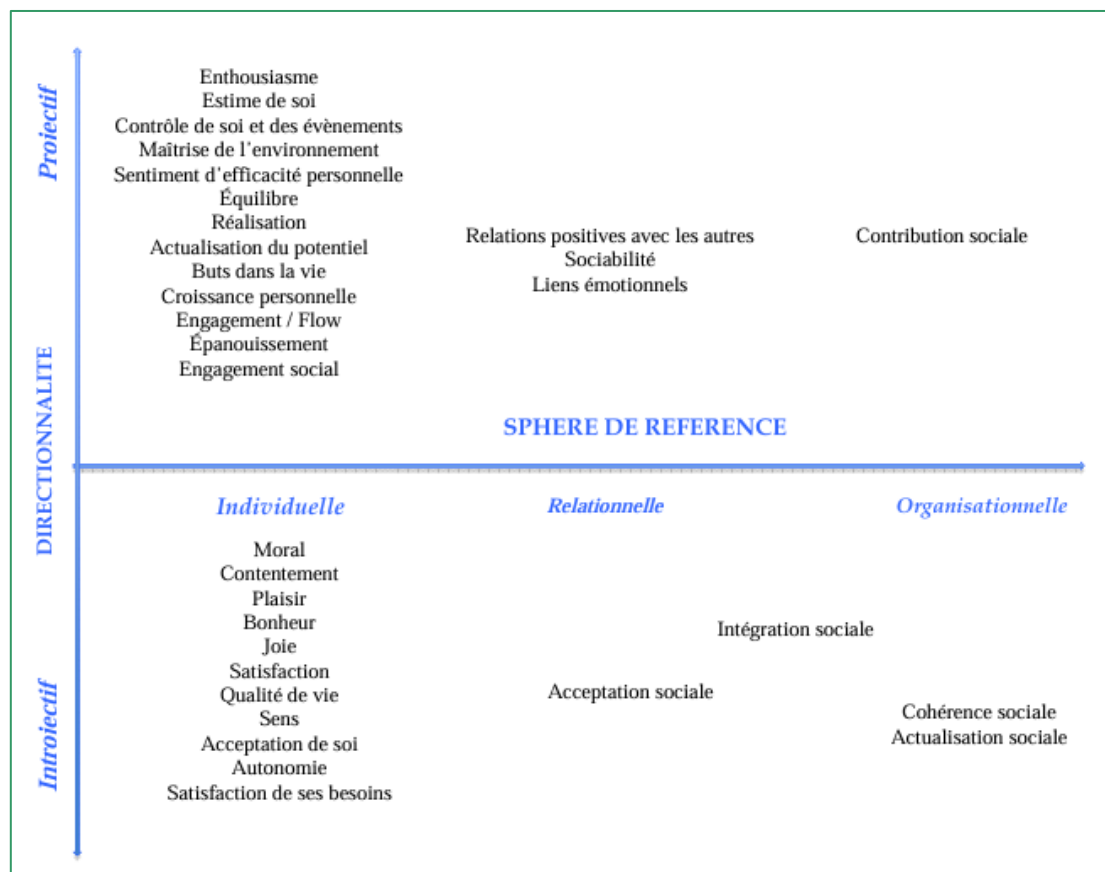 Proiectif
Enthousiasme
Estime de soi
Contrôle de soi et des évènements
Maîtrise de l'environnement
Sentiment d'efficacité personnelle
Équilibre
Réalisation
Actualisation du potentiel
Buts dans la vie
Croissance personnelle
Engagement / Flow
Épanouissement
Engagement social
Relations positives avec les autres
Sociabilité
Liens émotionnels
Contribution sociale
DIRECTIONNALITE
SPHERE DE REFERENCE
Individuelle
Relationnelle
Organisationnelle
Introiectif
Moral
Contentement
Plaisir
Bonheur
Joie
Satisfaction
Qualité de vie
Sens
Acceptation de soi
Autonomie
Satisfaction de ses besoins
Intégration sociale
Acceptation sociale
Cohérence sociale
Actualisation sociale